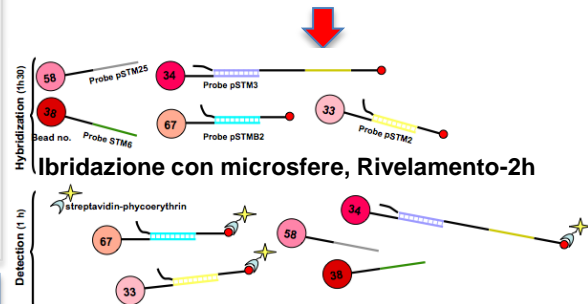 Hybridization (1h30)
58
Probe pSTM25
34
Probe pSTM3
38
Bead no.
Probe STM6
67
Probe pSTMB2
33
Probe pSTM2
Ibridazione con microsfere, Rivelamento-2h
Detection (1 h)
streptavidin-phycoerythrin
67
58
34
33
38